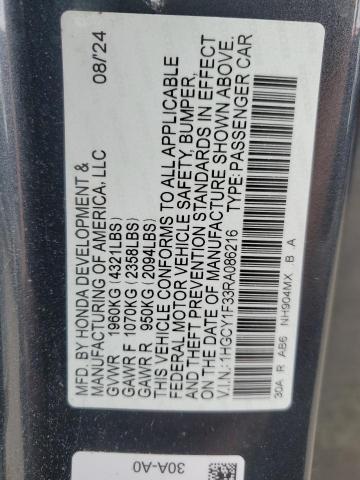 MFD. BY HONDA DEVELOPMENT &
MANUFACTURING OF AMERICA, LLC 08/24
GVWR 1960KG (4321LBS)
GAWR F 1070KG (2358LBS)
GAWR R 950KG (2094LBS)
THIS VEHICLE CONFORMS TO ALL APPLICABLE
FEDERAL MOTOR VEHICLE SAFETY, BUMPER,
AND THEFT PREVENTION STANDARDS IN EFFECT
ON THE DATE OF MANUFACTURE SHOWN ABOVE.
V.I.N.: 1HGCY1F33RA086216 TYPE: PASSENGER CAR
30A R AB6 NH904MX B A
30A-A0